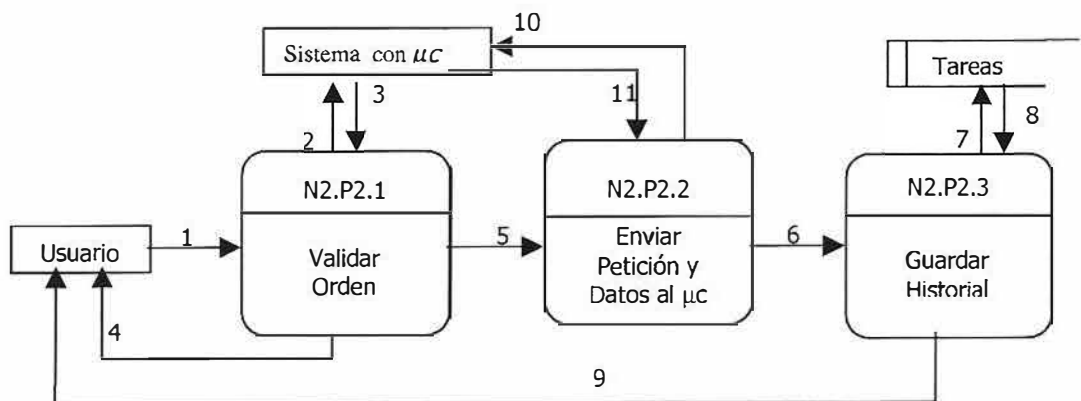 10
Sistema con μc
Tareas
3
11
8
2
7
N2.P2.1
N2.P2.2
N2.P2.3
1
5
6
Usuario
Validar
Orden
Enviar
Petición y
Datos al μc
Guardar
Historial
4
9